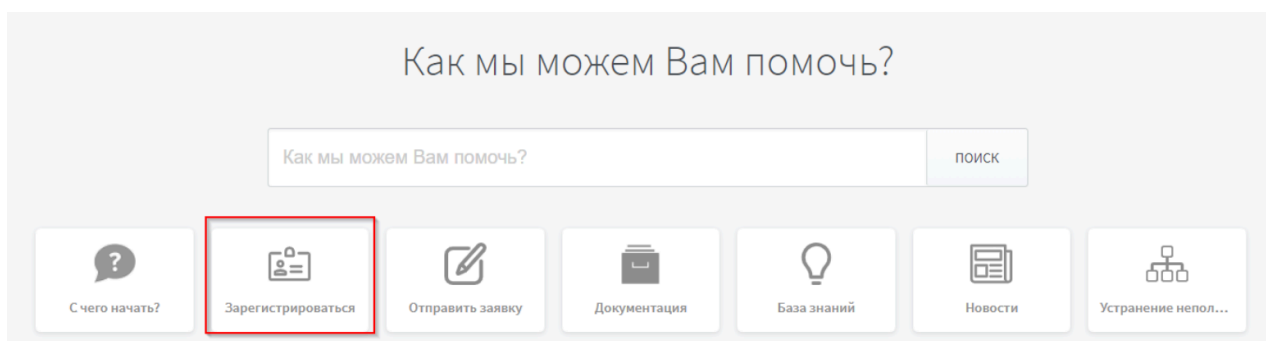 Как мы можем Вам помочь?
Как мы можем Вам помочь?
ПОИСК
С чего начать?
Зарегистрироваться
Отправить заявку
Документация
База знаний
Новости
Устранение непол...